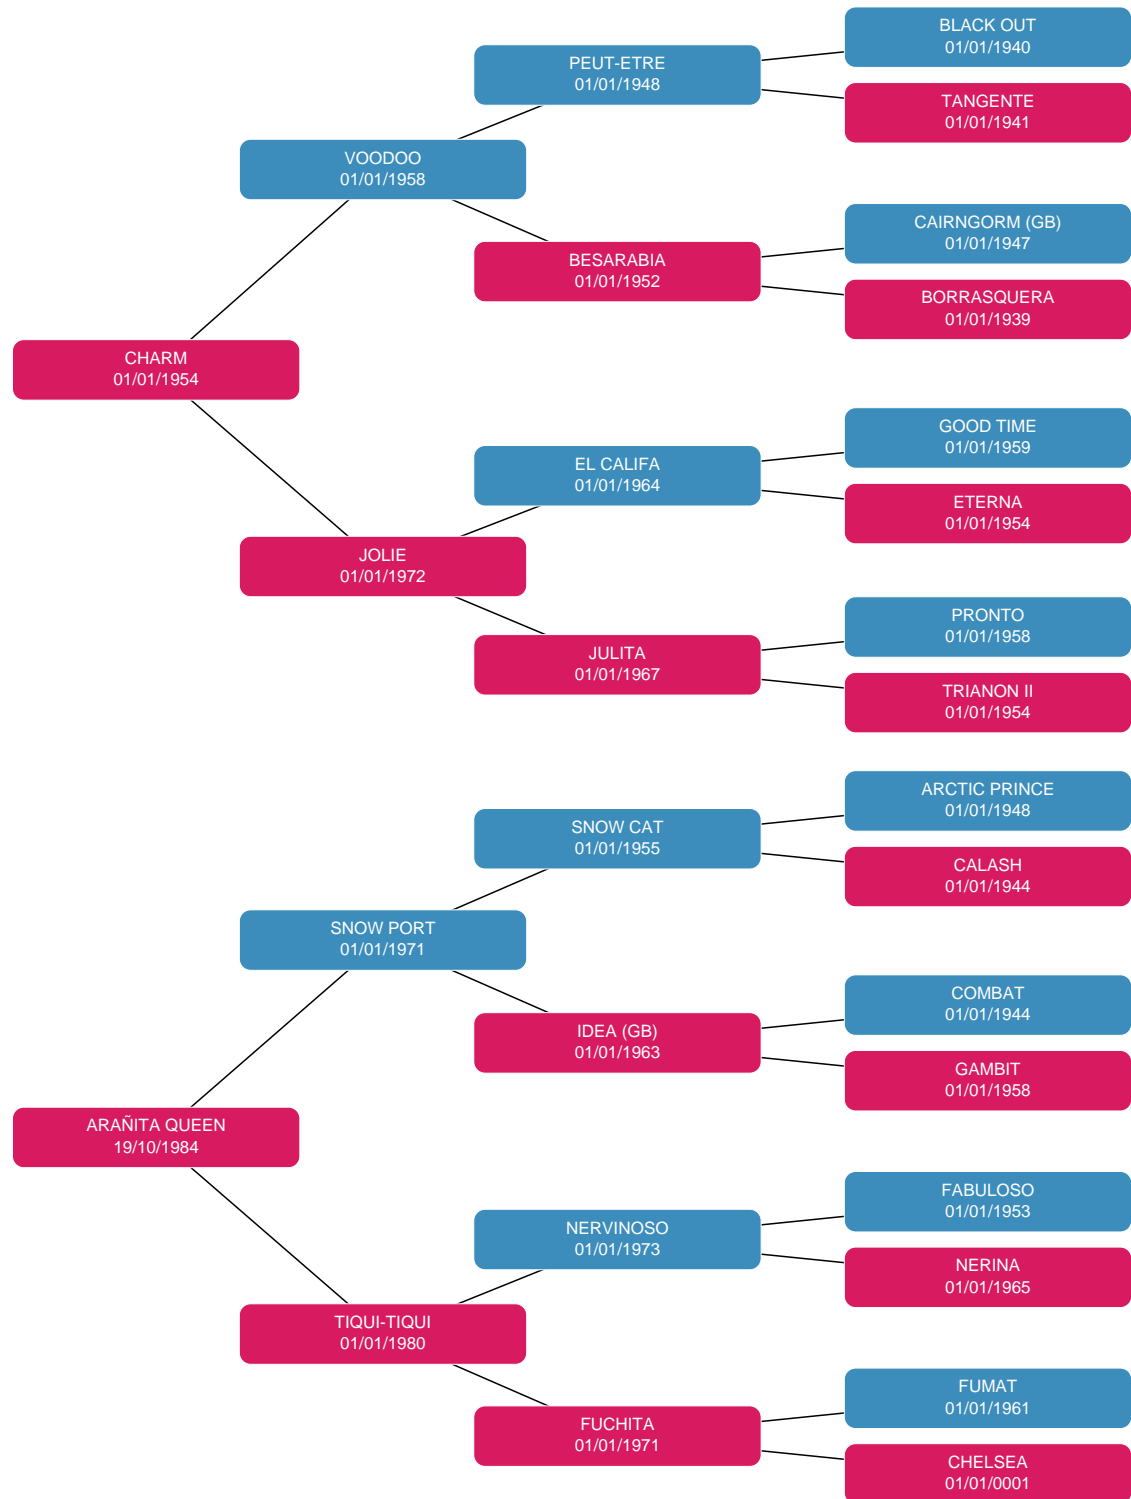 BLACK OUT
01/01/1940
PEUT-ETRE
01/01/1948
TANGENTE
01/01/1941
VOODOO
01/01/1958
CAIRNGORM (GB)
01/01/1947
BESARABIA
01/01/1952
BORRASQUERA
01/01/1939
CHARM
01/01/1954
GOOD TIME
01/01/1959
EL CALIFA
01/01/1964
ETERNA
01/01/1954
JOLIE
01/01/1972
PRONTO
01/01/1958
JULITA
01/01/1967
TRIANON II
01/01/1954
ARCTIC PRINCE
01/01/1948
SNOW CAT
01/01/1955
CALASH
01/01/1944
SNOW PORT
01/01/1971
COMBAT
01/01/1944
IDEA (GB)
01/01/1963
GAMBIT
01/01/1958
ARAÑITA QUEEN
19/10/1984
FABULOSO
01/01/1953
NERVINOSO
01/01/1973
NERINA
01/01/1965
TIQUI-TIQUI
01/01/1980
FUMAT
01/01/1961
FUCHITA
01/01/1971
CHELSEA
01/01/0001